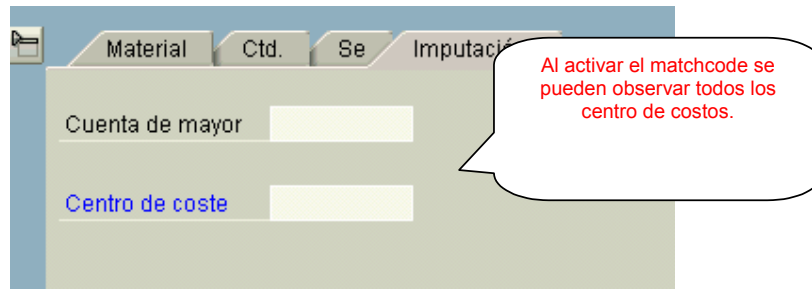 Material Ctd. Se Imputació
Al activar el matchcode se
pueden observar todos los
centro de costos.
Cuenta de mayor
Centro de coste